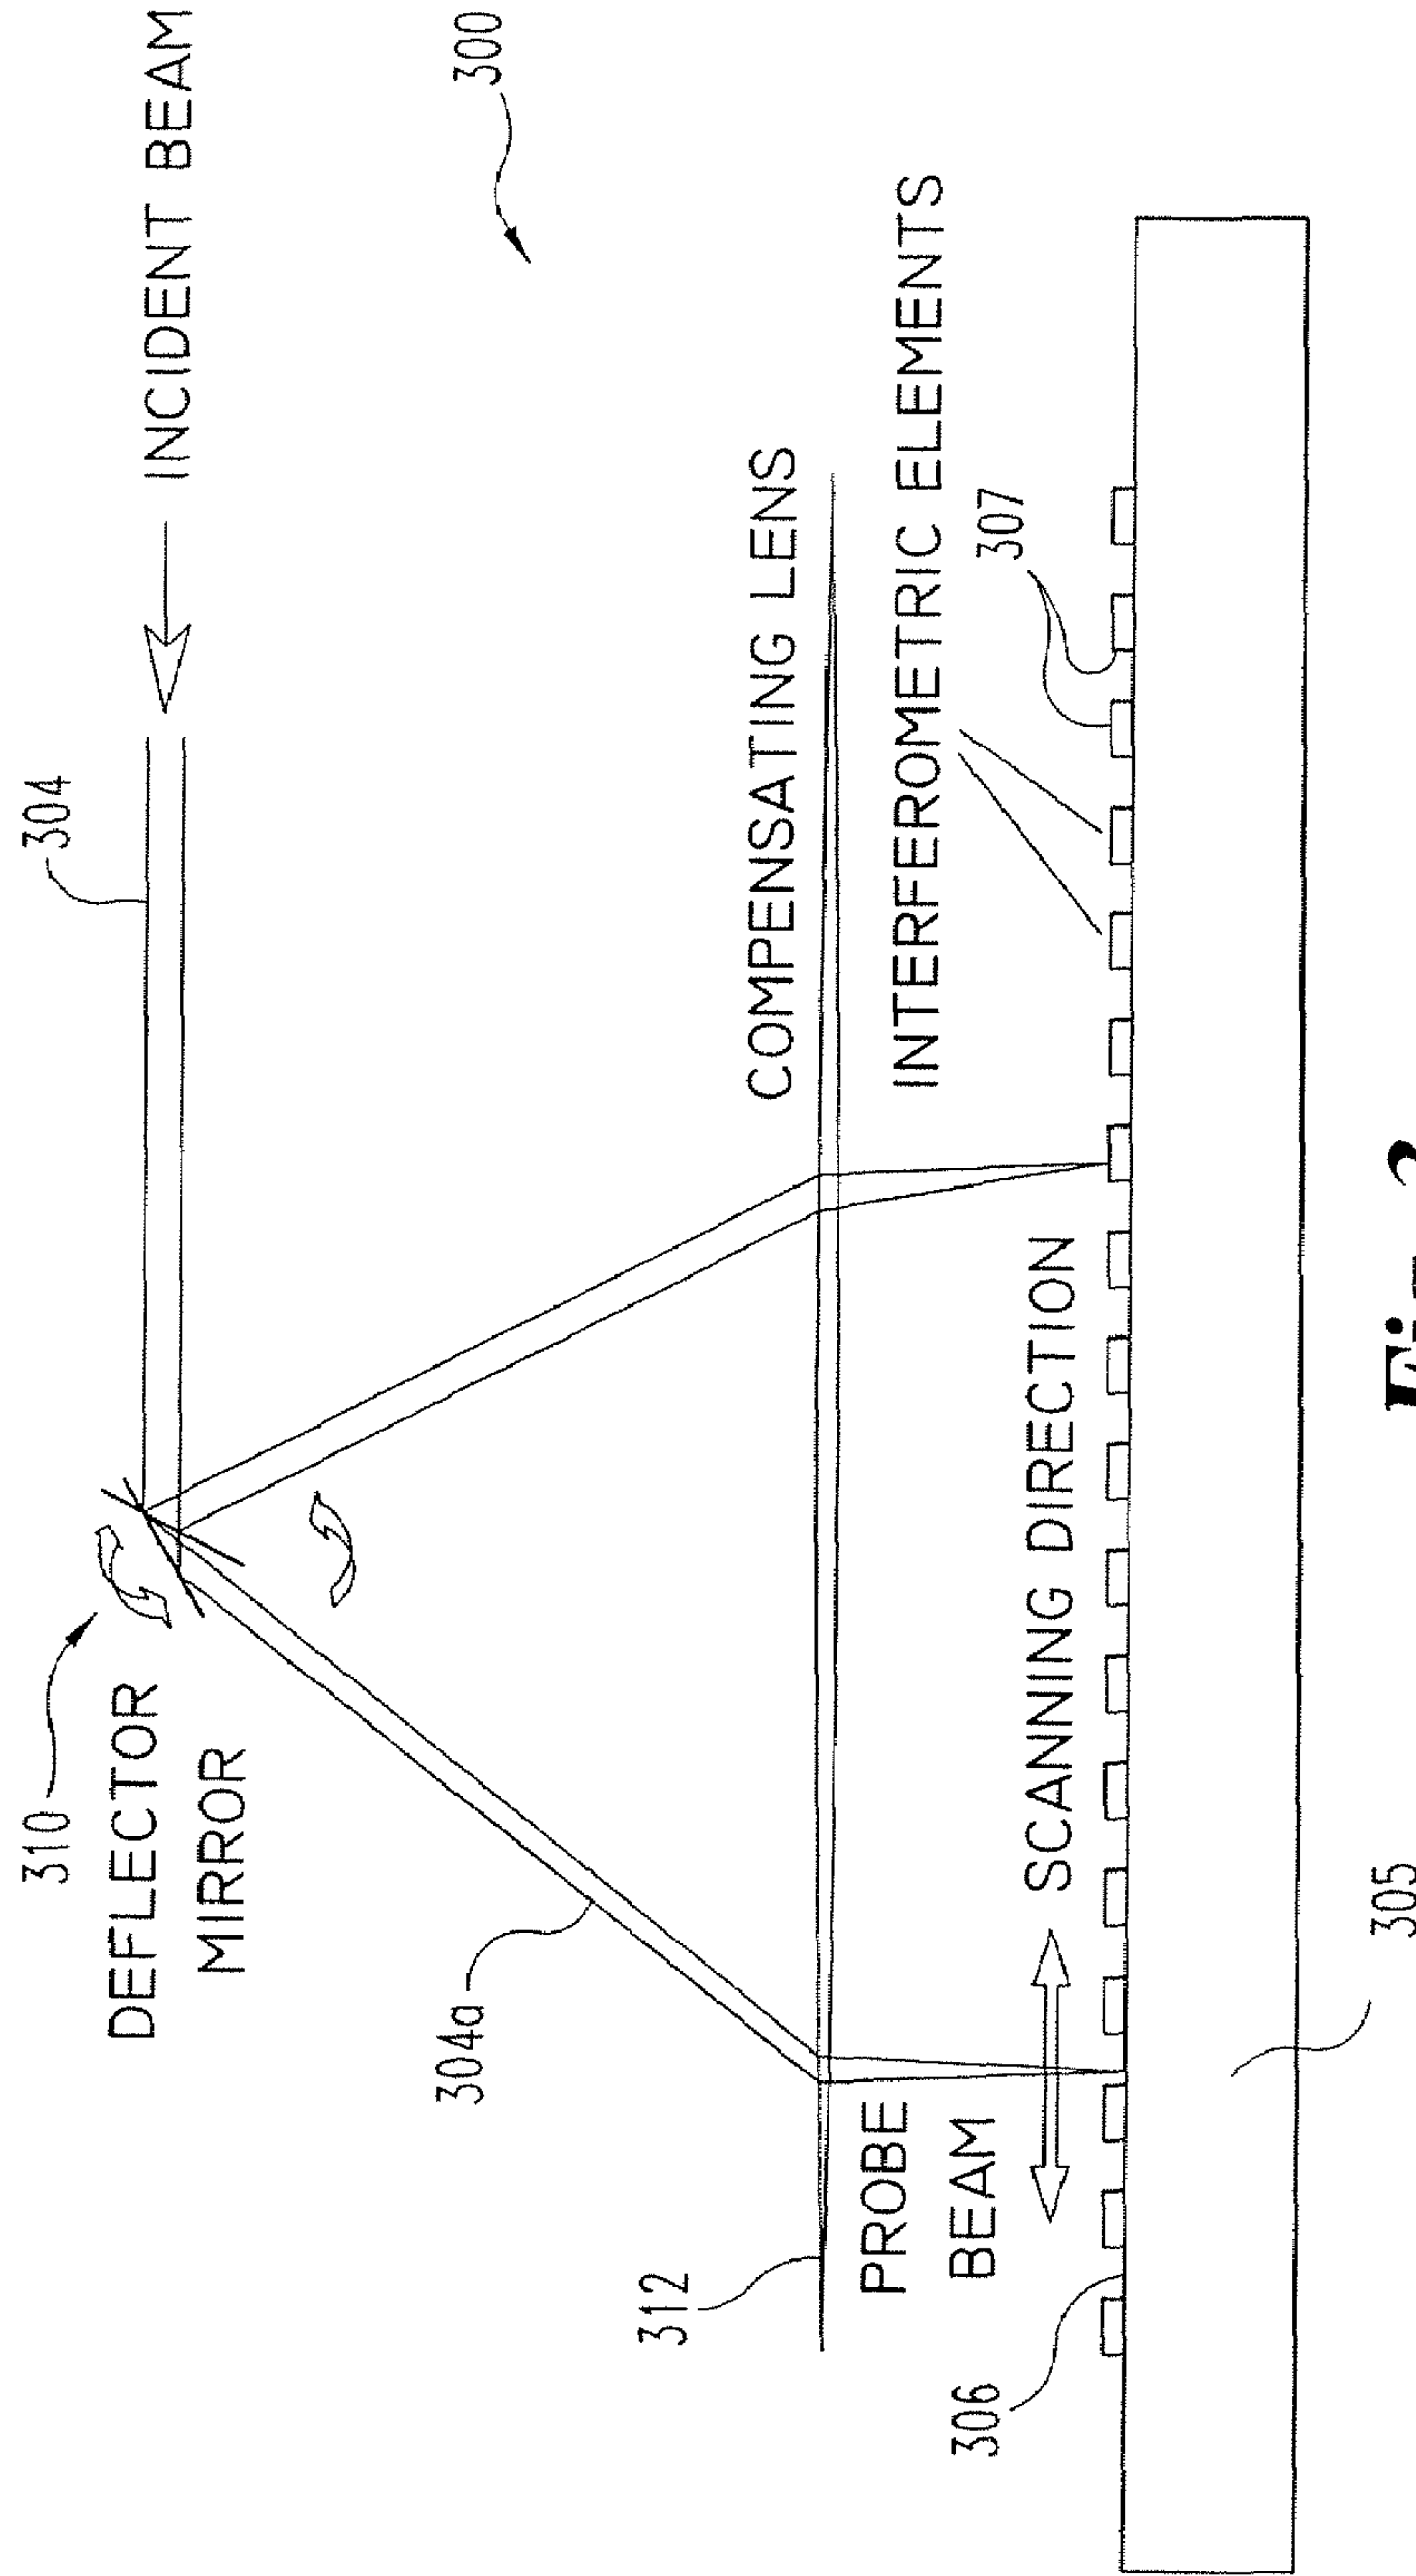 304
INCIDENT BEAM
300
310
DEFLECTOR
MIRROR
304a
COMPENSATING LENS
INTERFEROMETRIC ELEMENTS
307
312
PROBE
BEAM
SCANNING DIRECTION
306
305